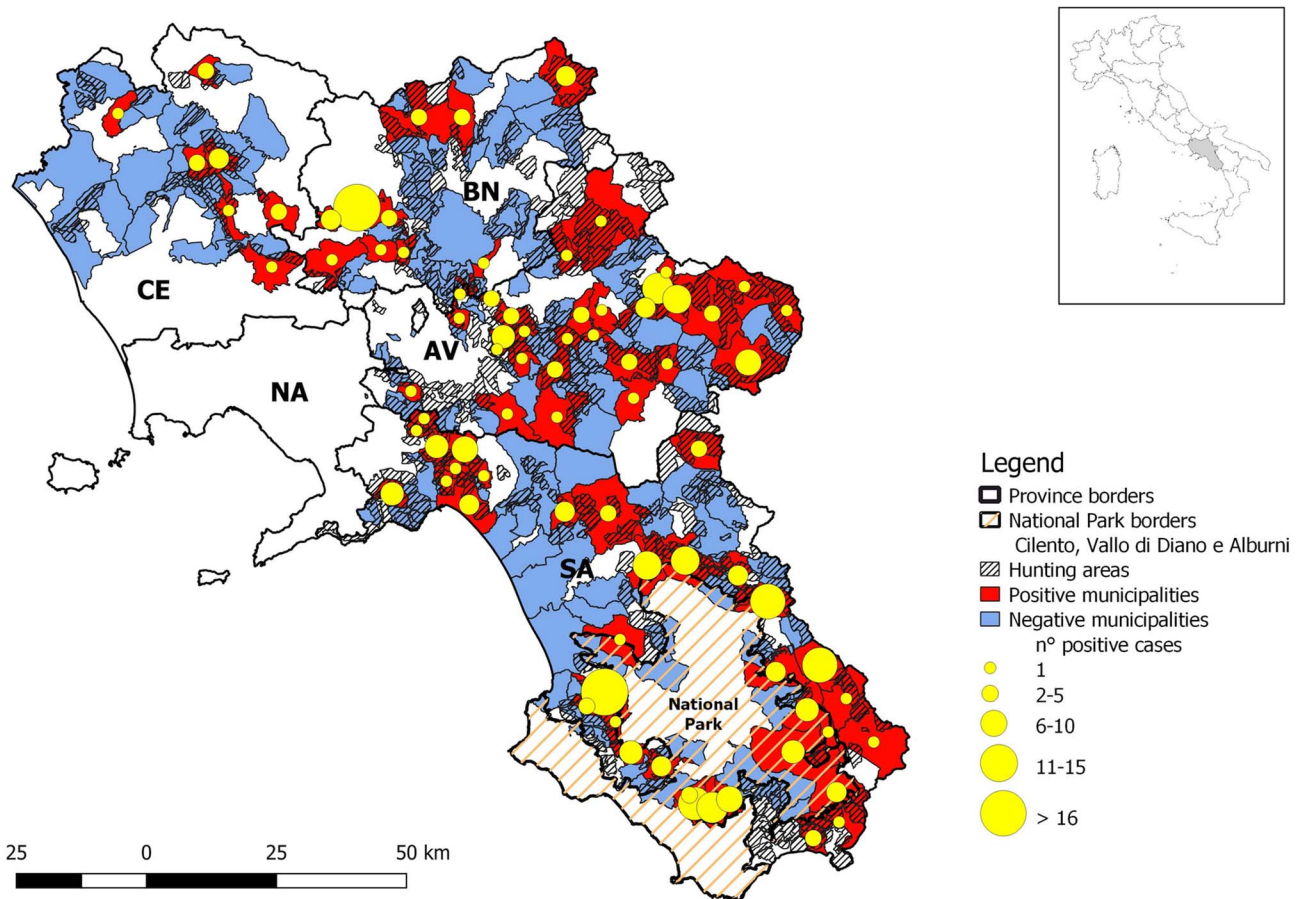 BN
CE
AV
NA
SA
National
Park
25 0 25 50 km
Legend
Province borders
National Park borders
Cilento, Vallo di Diano e Alburni
Hunting areas
Positive municipalities
Negative municipalities
n° positive cases
1
2-5
6-10
11-15
> 16